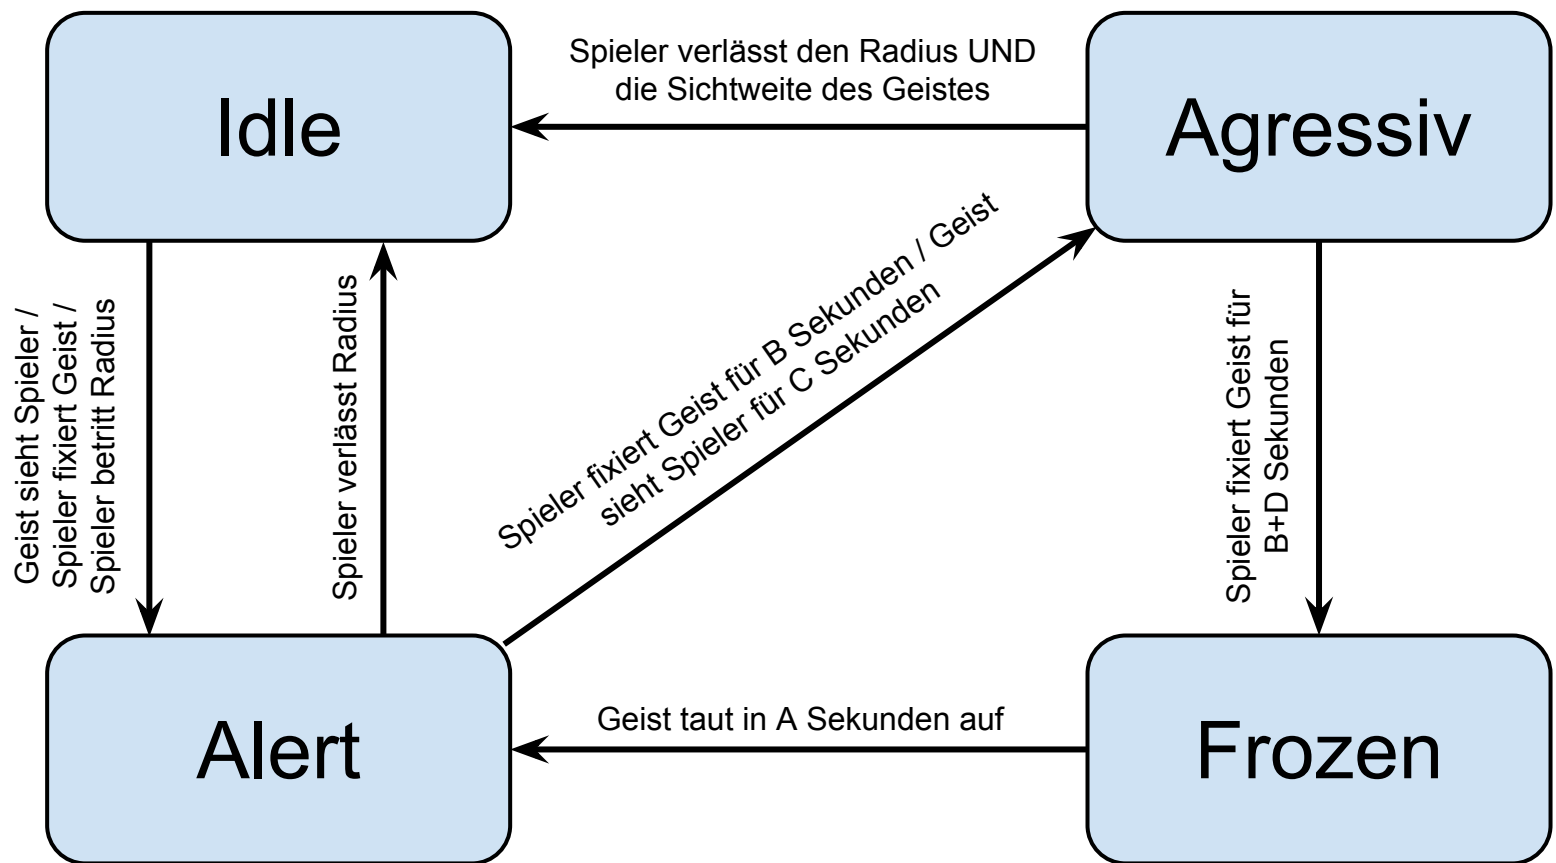 Idle
Spieler verlässt den Radius UND
die Sichtweite des Geistes
Agressiv
Geist sieht Spieler /
Spieler fixiert Geist /
Spieler betritt Radius
Spieler verlässt Radius
Spieler fixiert Geist für B Sekunden / Geist
sieht Spieler für C Sekunden
Spieler fixiert Geist für
B+D Sekunden
Alert
Geist taut in A Sekunden auf
Frozen